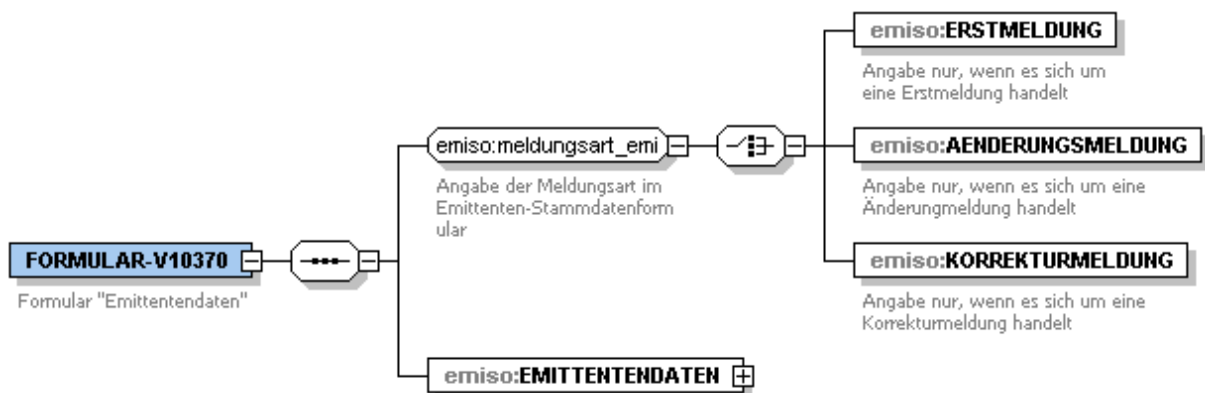 emiso:ERSTMELDUNG
Angabe nur, wenn es sich um
eine Erstmeldung handelt
emiso:meldungsart_emi
Angabe der Meldungsart im
Emittenten-Stammdatenform
ular
emiso:AENDERUNGSMELDUNG
Angabe nur, wenn es sich um eine
Änderungmeldung handelt
FORMULAR-V10370
Formular "Emittentendaten"
emiso:KORREKTURMELDUNG
Angabe nur, wenn es sich um eine
Korrekturmeldung handelt
emiso:EMITTENTENDATEN